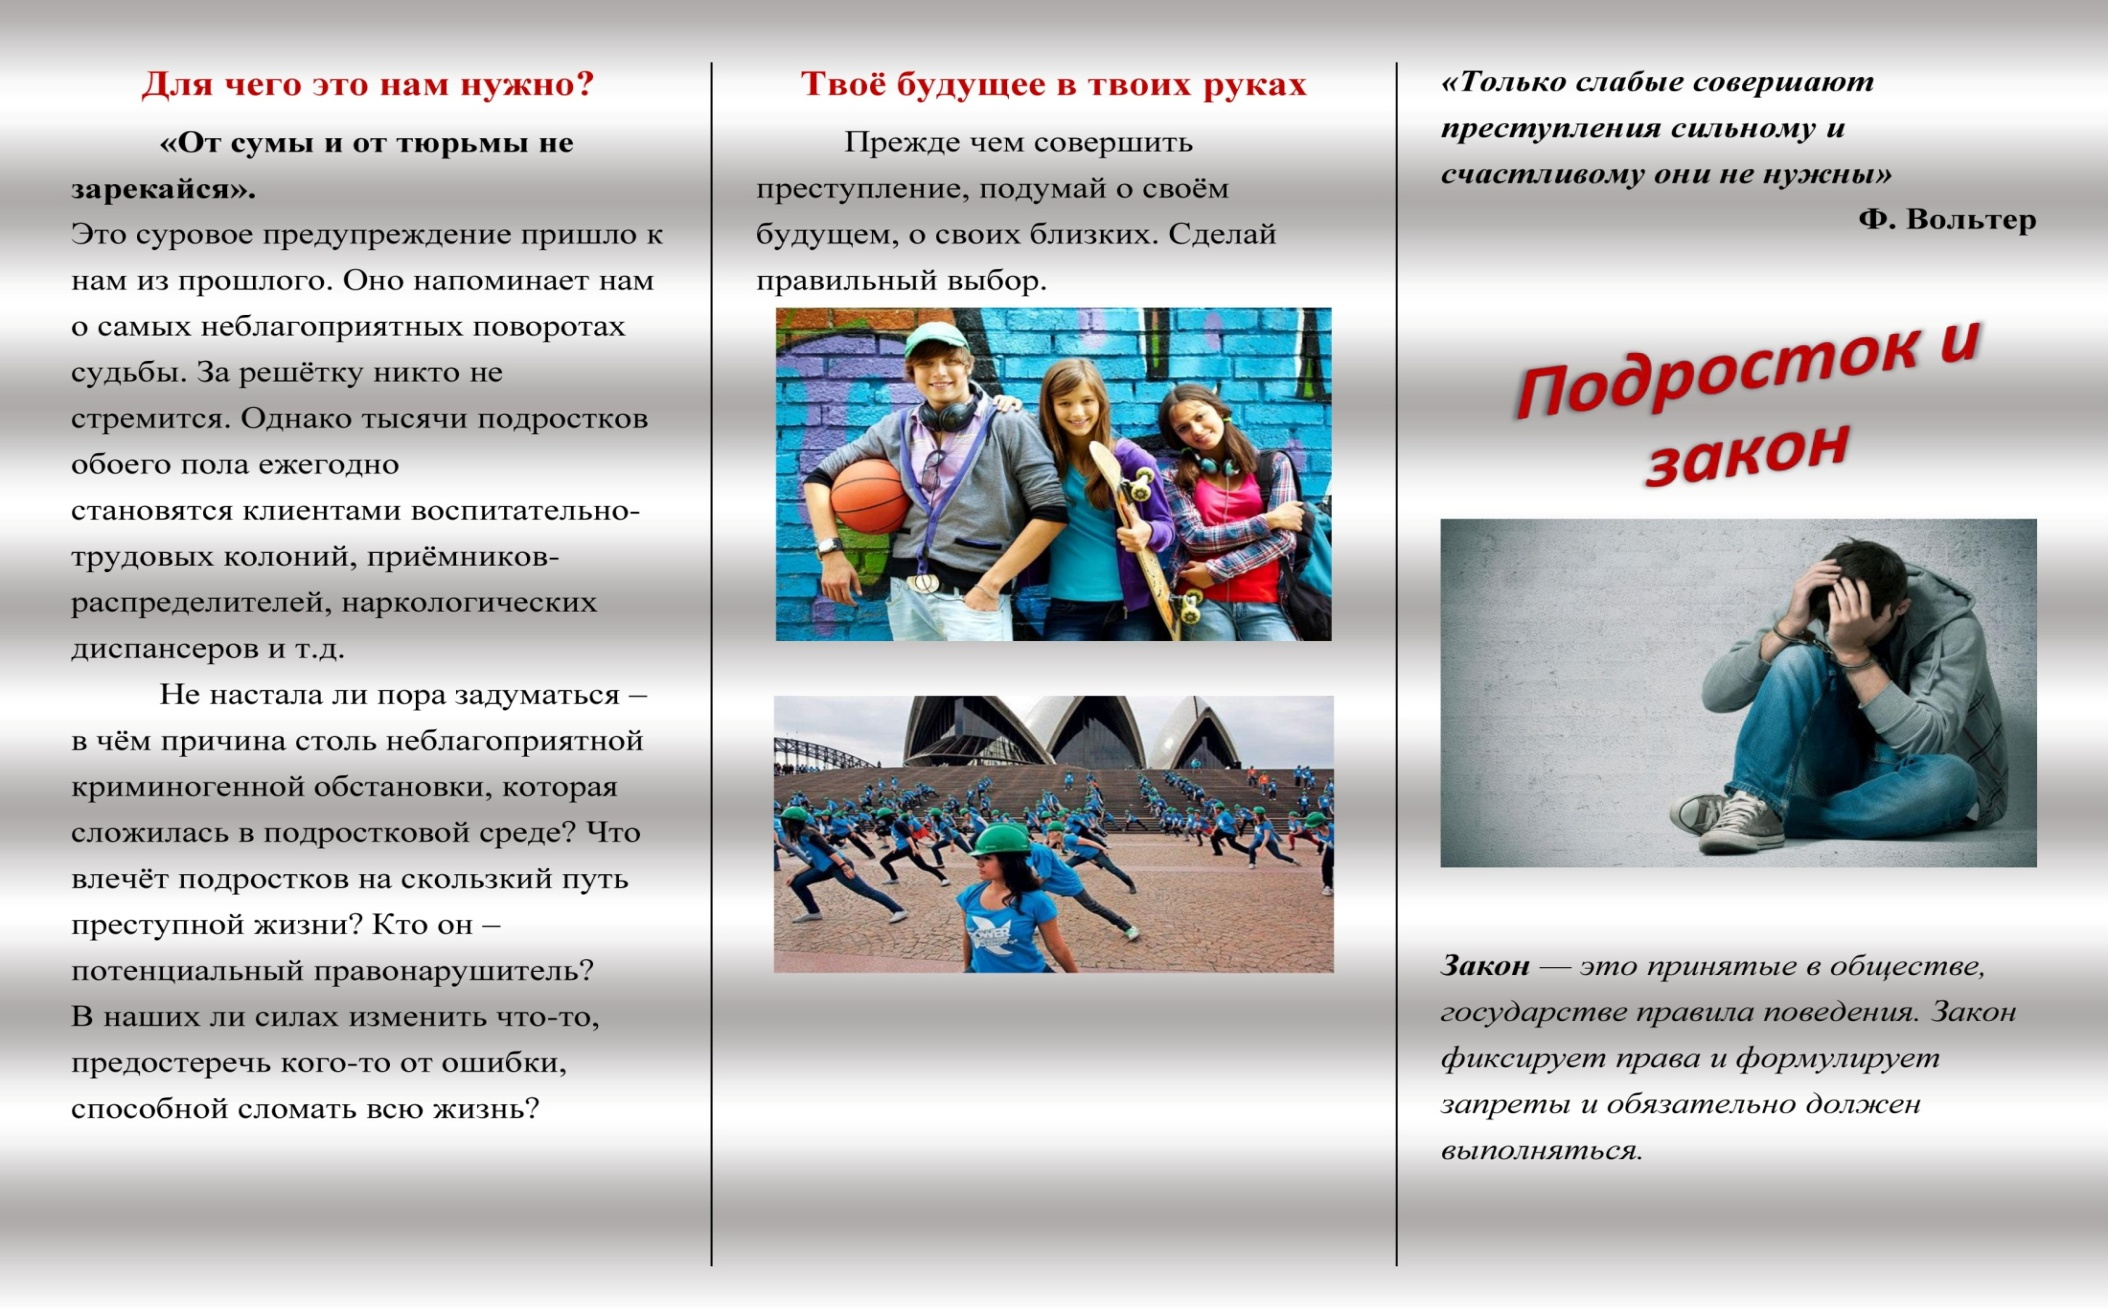 Для чего это нам нужно?
«От сумы и от тюрьмы не
зарекайся».
Это суровое предупреждение пришло к
нам из прошлого. Оно напоминает нам
о самых неблагоприятных поворотах
судьбы. За решётку никто не
стремится. Однако тысячи подростков
обоего пола ежегодно
становятся клиентами воспитательно-
трудовых колоний, приёмников-
распределителей, наркологических
диспансеров и т.д.
Не настала ли пора задуматься –
в чём причина столь неблагоприятной
криминогенной обстановки, которая
сложилась в подростковой среде? Что
влечёт подростков на скользкий путь
преступной жизни? Кто он –
потенциальный правонарушитель?
В наших ли силах изменить что-то,
предостеречь кого-то от ошибки,
способной сломать всю жизнь?
Твоё будущее в твоих руках
Прежде чем совершить
преступление, подумай о своём
будущем, о своих близких. Сделай
правильный выбор.
POWER
«Только слабые совершают
преступления сильному и
счастливому они не нужны»
Ф. Вольтер
Подросток и
закон
Закон — это принятые в обществе,
государстве правила поведения. Закон
фиксирует права и формулирует
запреты и обязательно должен
выполняться.